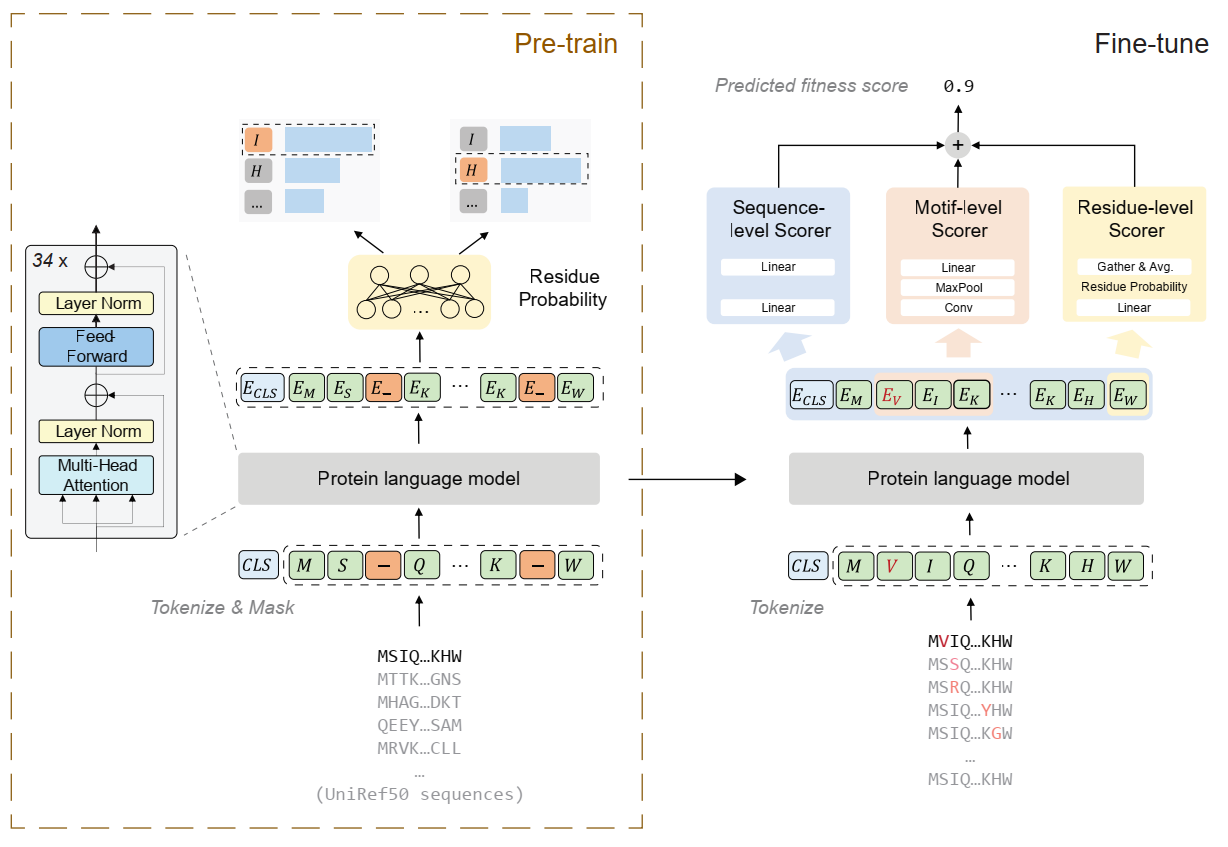 Pre-train
Fine-tune
Predicted fitness score 0.9
I
H
...
I
H
...
+
34 x
Layer Norm
Feed-
Forward
Layer Norm
Multi-Head
Attention
...
Residue
Probability
Sequence-
level Scorer
Linear
Linear
Motif-level
Scorer
Linear
MaxPool
Conv
Residue-level
Scorer
Gather & Avg.
Residue Probability
Linear
E_CLS E_M E_S E_– E_K ... E_K E_– E_W
E_CLS E_M E_V E_I E_K ... E_K E_H E_W
Protein language model
Protein language model
CLS M S – Q ... K – W
CLS M V I Q ... K H W
Tokenize & Mask
Tokenize
MSIQ...KHW
MTTK...GNS
MHAG...DKT
QEEY...SAM
MRVK...CLL
...
(UniRef50 sequences)
MVIQ...KHW
MSSQ...KHW
MSRQ...KHW
MSIQ...YHW
MSIQ...KGW
...
MSIQ...KHW